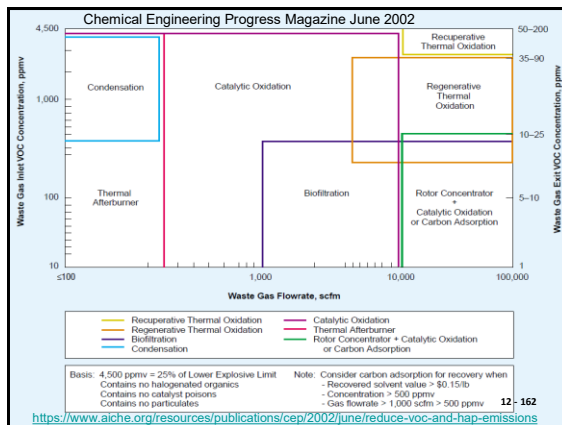 Chemical Engineering Progress Magazine June 2002
4,500
1,000
100
10
Waste Gas Inlet VOC Concentration, ppmv
50–200
35–90
10–25
5–10
1
Waste Gas Exit VOC Concentration, ppmv
Recuperative
Thermal Oxidation
Condensation
Catalytic Oxidation
Regenerative
Thermal
Oxidation
Thermal
Afterburner
Biofiltration
Rotor Concentrator
+
Catalytic Oxidation
or Carbon Adsorption
≤100
1,000
10,000
100,000
Waste Gas Flowrate, scfm
Recuperative Thermal Oxidation
Regenerative Thermal Oxidation
Biofiltration
Condensation
Catalytic Oxidation
Thermal Afterburner
Rotor Concentrator + Catalytic Oxidation
or Carbon Adsorption
Basis: 4,500 ppmv = 25% of Lower Explosive Limit
Contains no halogenated organics
Contains no catalyst poisons
Contains no particulates
Note: Consider carbon adsorption for recovery when
- Recovered solvent value > $0.15/lb
- Concentration > 500 ppmv
- Gas flowrate > 1,000 scfm > 500 ppmv
12 - 162
https://www.aiche.org/resources/publications/cep/2002/june/reduce-voc-and-hap-emissions